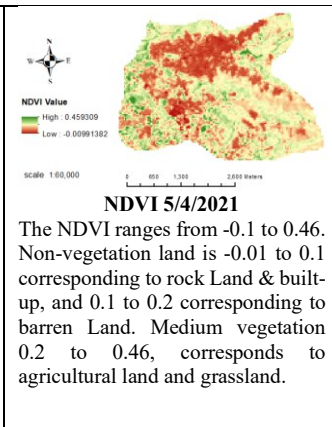 N
W E
S
NDVI Value
High : 0.459309
Low : -0.00991382
scale 1:60,000
0 650 1,300 2,600 Meters
NDVI 5/4/2021
The NDVI ranges from -0.1 to 0.46.
Non-vegetation land is -0.01 to 0.1
corresponding to rock Land & built-
up, and 0.1 to 0.2 corresponding to
barren Land. Medium vegetation
0.2 to 0.46, corresponds to
agricultural land and grassland.